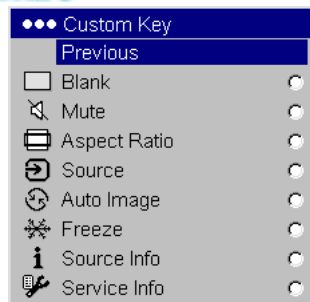 Custom Key
Previous
Blank
Mute
Aspect Ratio
Source
Auto Image
Freeze
Source Info
Service Info